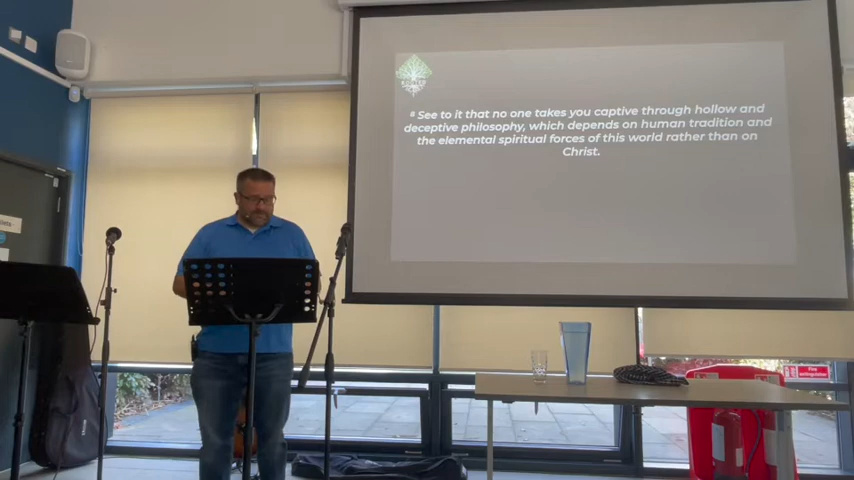 ⁸ See to it that no one takes you captive through hollow and
deceptive philosophy, which depends on human tradition and
the elemental spiritual forces of this world rather than on
Christ.